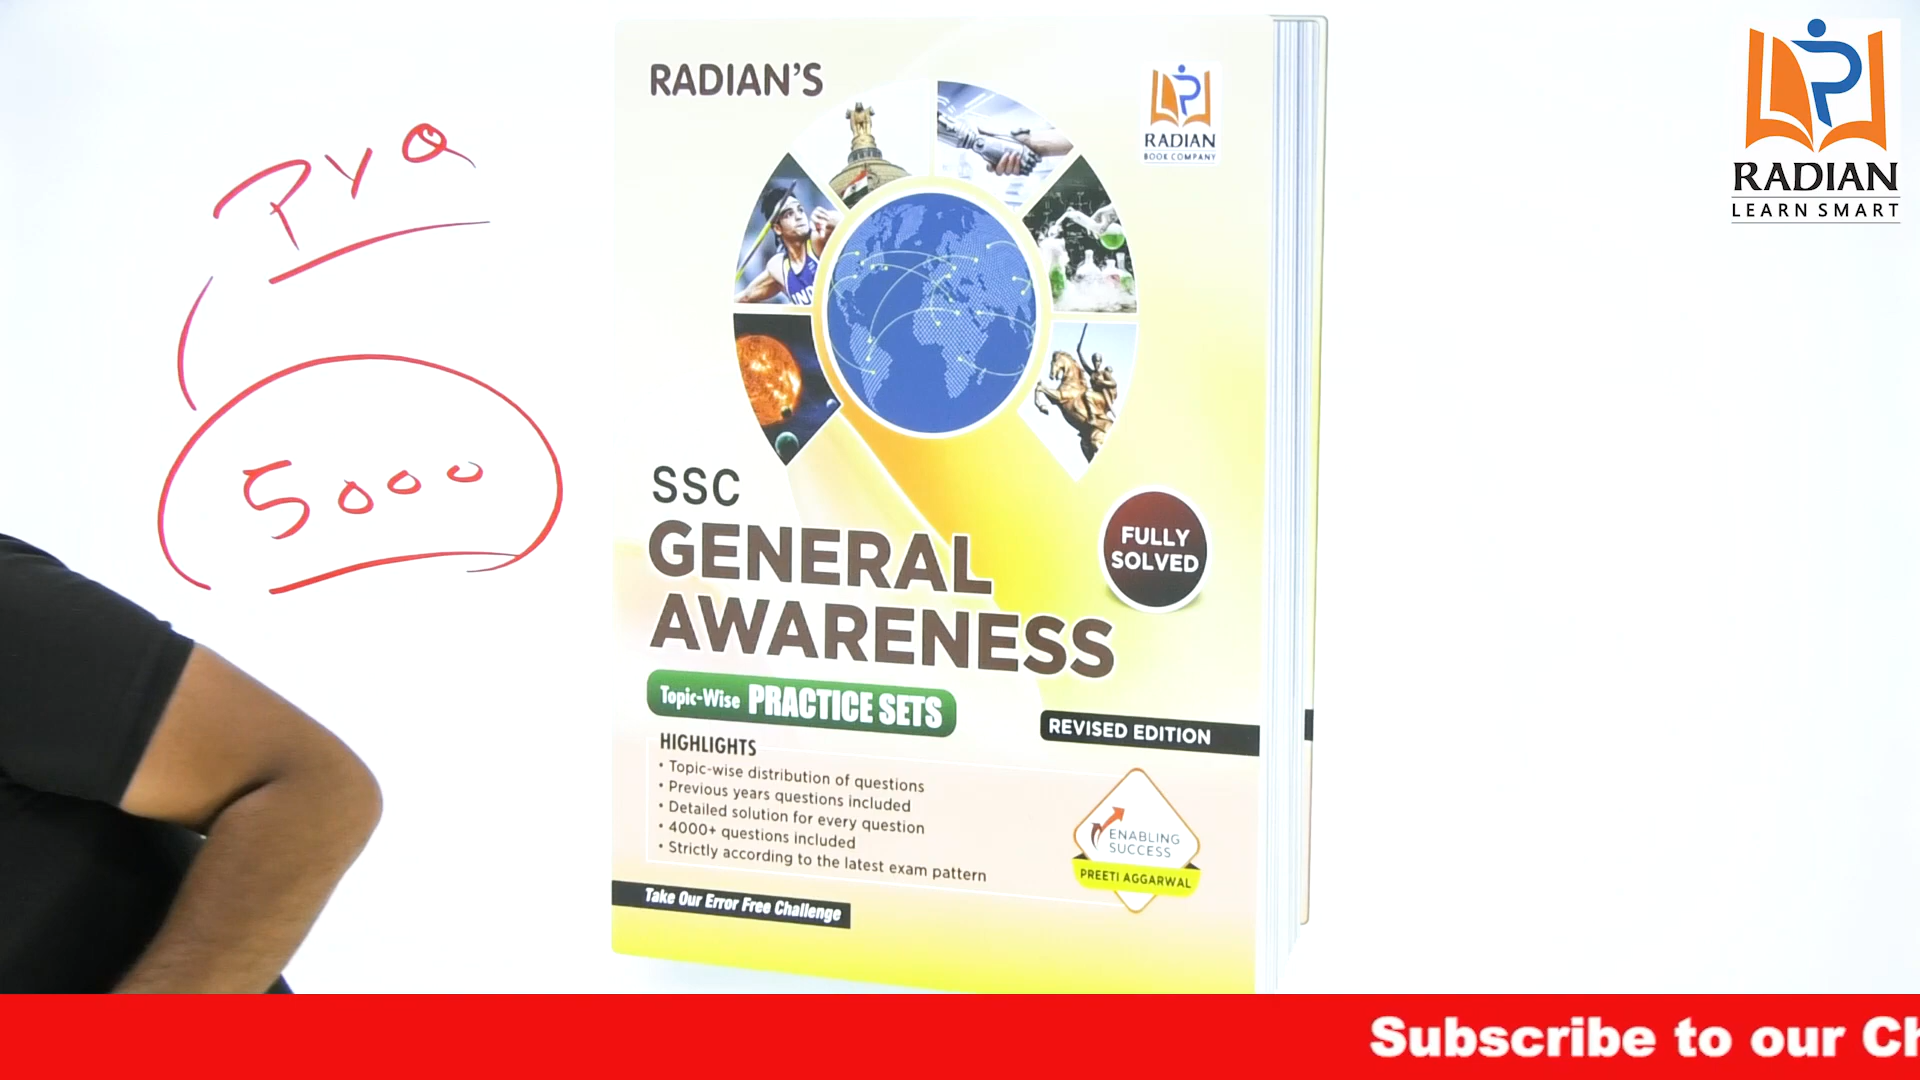 PYQ
5000
RADIAN'S
RADIAN
BOOK COMPANY
SSC
GENERAL
AWARENESS
FULLY
SOLVED
Topic-Wise PRACTICE SETS
REVISED EDITION
HIGHLIGHTS
• Topic-wise distribution of questions
• Previous years questions included
• Detailed solution for every question
• 4000+ questions included
• Strictly according to the latest exam pattern
ENABLING
SUCCESS
PREETI AGGARWAL
Take Our Error Free Challenge
RADIAN
LEARN SMART
Subscribe to our Ch